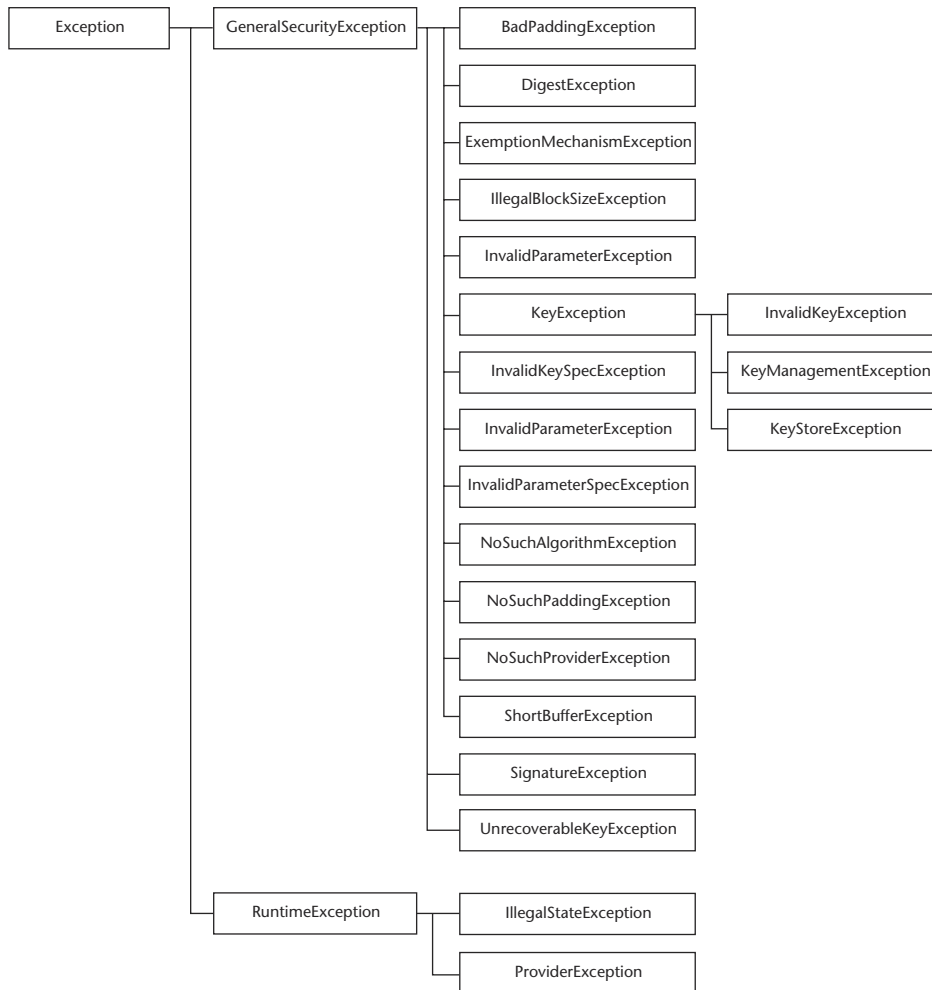 Exception
GeneralSecurityException
BadPaddingException
DigestException
ExemptionMechanismException
IllegalBlockSizeException
InvalidParameterException
KeyException
InvalidKeyException
InvalidKeySpecException
KeyManagementException
InvalidParameterException
KeyStoreException
InvalidParameterSpecException
NoSuchAlgorithmException
NoSuchPaddingException
NoSuchProviderException
ShortBufferException
SignatureException
UnrecoverableKeyException
RuntimeException
IllegalStateException
ProviderException